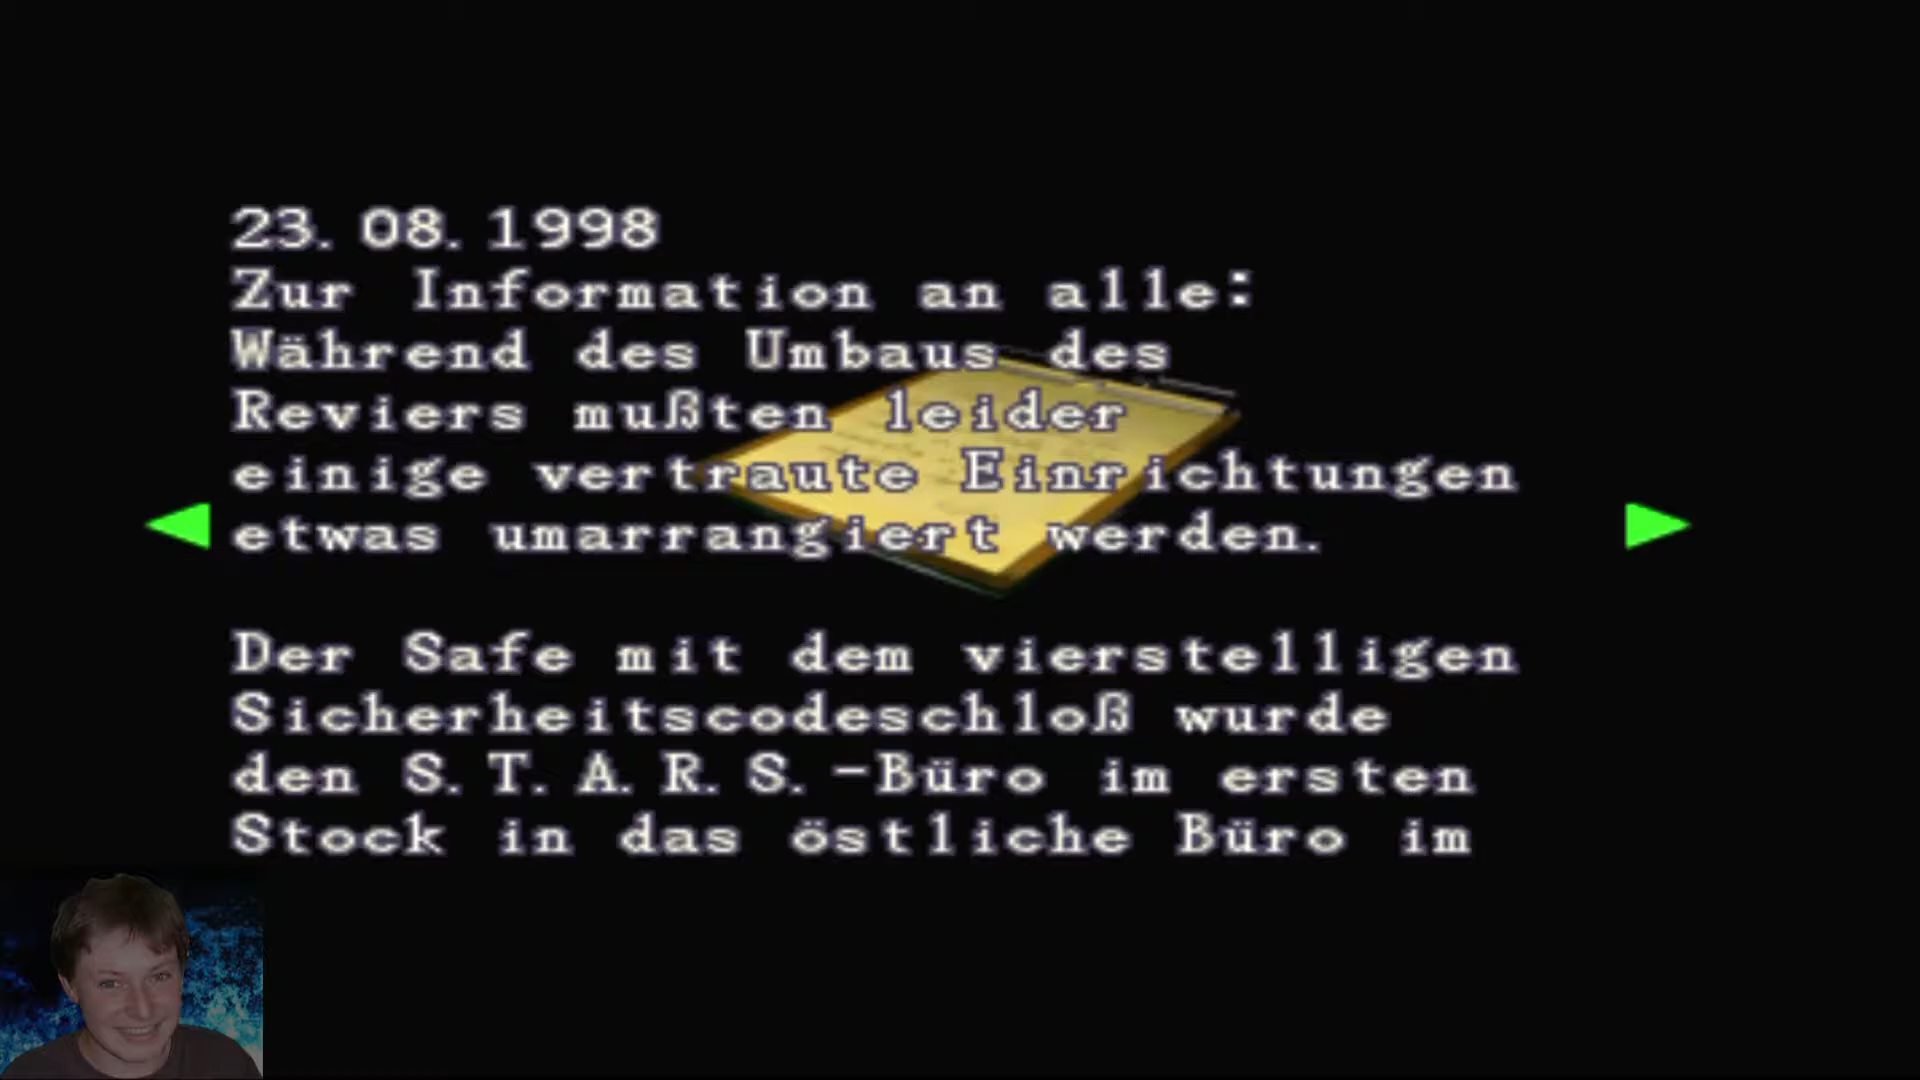 23.08.1998
Zur Information an alle:
Während des Umbaus des
Reviers mußten leider
einige vertraute Einrichtungen
etwas umarrangiert werden.
Der Safe mit dem vierstelligen
Sicherheitscodeschloß wurde
den S.T.A.R.S.-Büro im ersten
Stock in das östliche Büro im